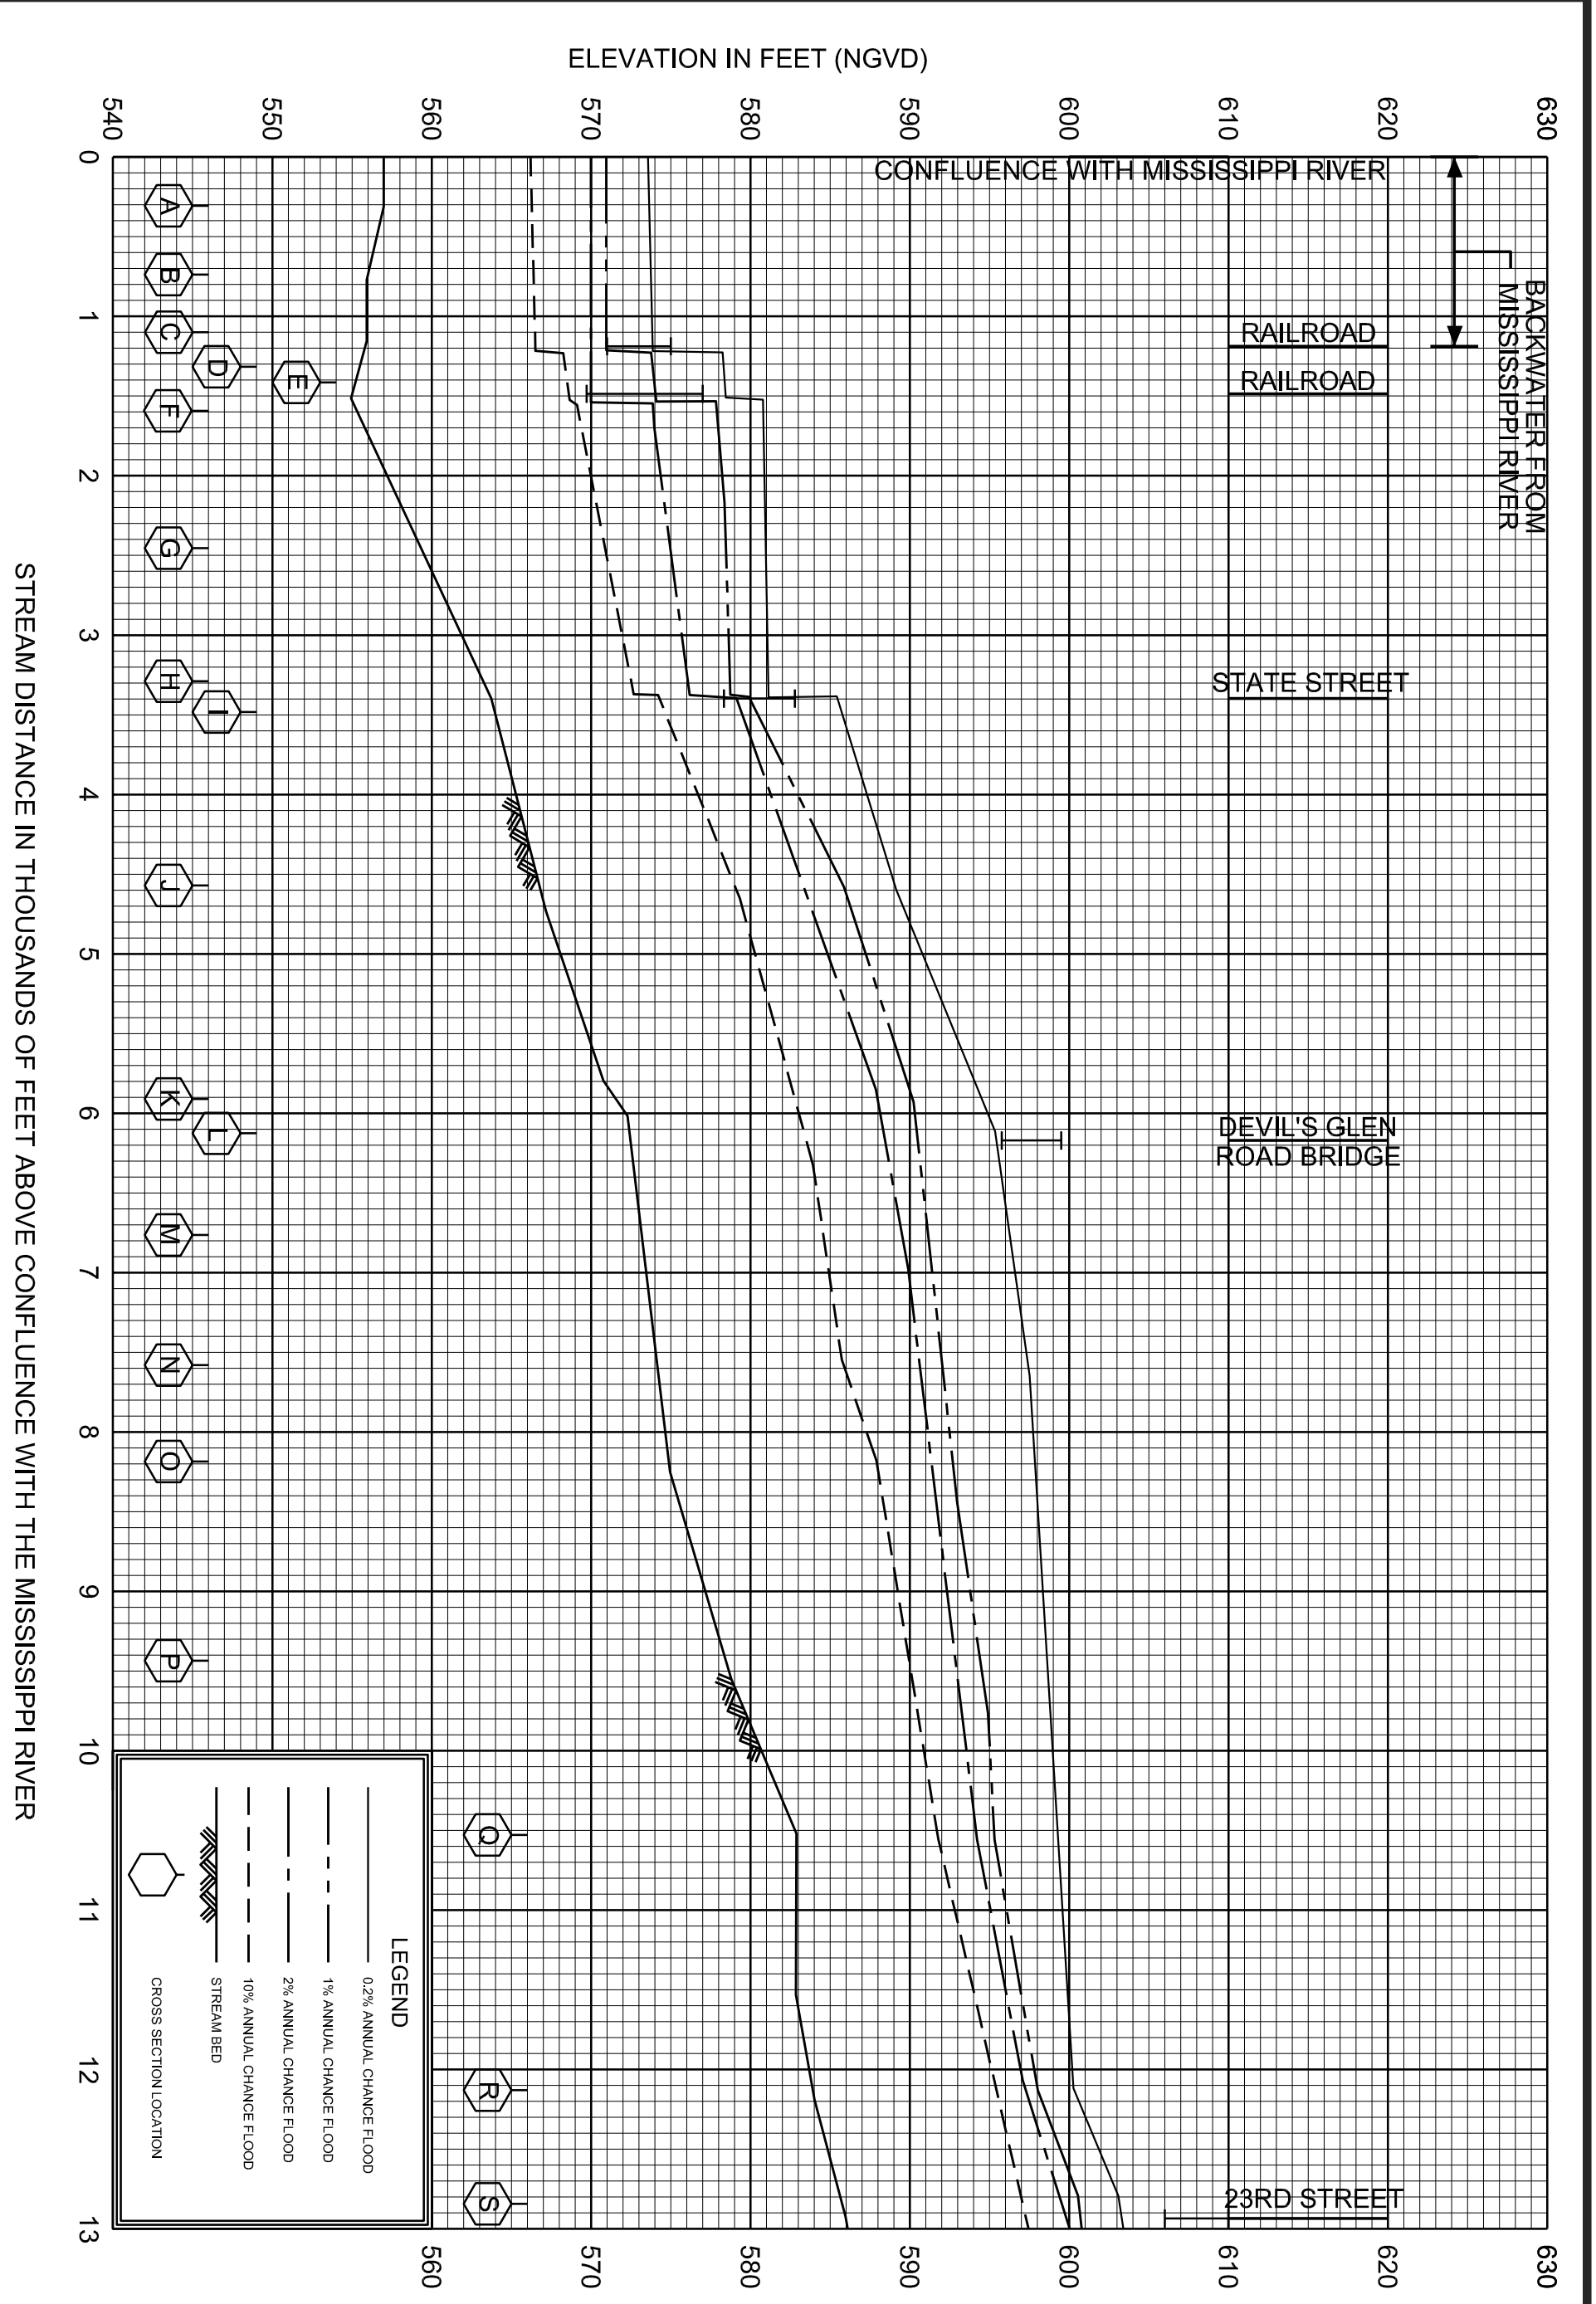 ELEVATION IN FEET (NGVD)
630
620
610
600
590
580
570
560
550
540
BACKWATER FROM
MISSISSIPPI RIVER
CONFLUENCE WITH MISSISSIPPI RIVER
RAILROAD
RAILROAD
STATE STREET
DEVIL'S GLEN
ROAD BRIDGE
23RD STREET
630
620
610
600
590
580
570
560
A
B
C
D
E
F
G
H
I
J
K
L
M
N
O
P
Q
R
S
LEGEND
0.2% ANNUAL CHANCE FLOOD
1% ANNUAL CHANCE FLOOD
2% ANNUAL CHANCE FLOOD
10% ANNUAL CHANCE FLOOD
STREAM BED
CROSS SECTION LOCATION
0 1 2 3 4 5 6 7 8 9 10 11 12 13
STREAM DISTANCE IN THOUSANDS OF FEET ABOVE CONFLUENCE WITH THE MISSISSIPPI RIVER